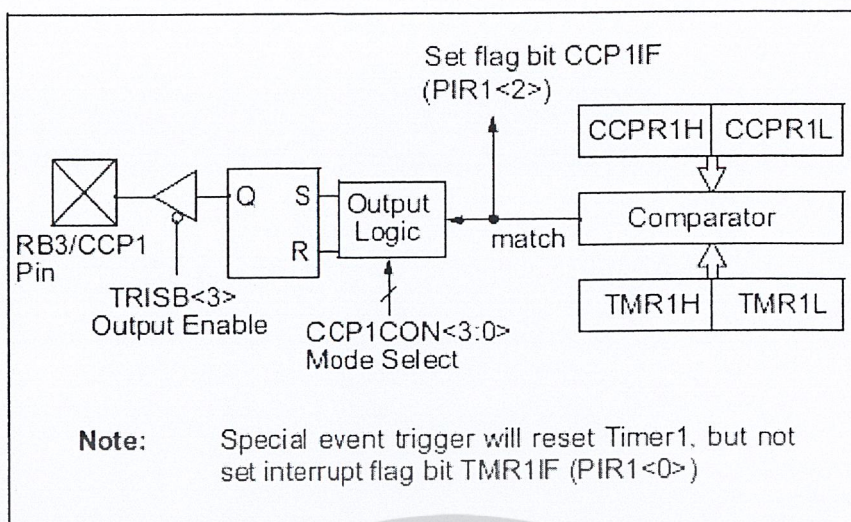 Set flag bit CCP1IF
(PIR1<2>)
CCPR1H CCPR1L
Q S
R
Output
Logic
match
Comparator
RB3/CCP1
Pin
TRISB<3>
Output Enable
CCP1CON<3:0>
Mode Select
TMR1H TMR1L
Note: Special event trigger will reset Timer1, but not
set interrupt flag bit TMR1IF (PIR1<0>)